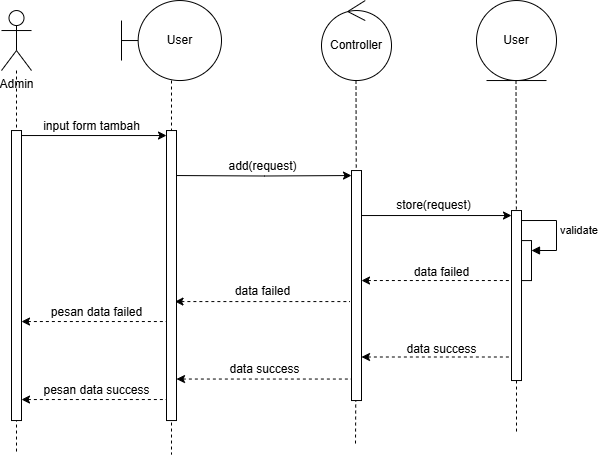 User
Controller
User
Admin
input form tambah
add(request)
store(request)
validate
data failed
data failed
pesan data failed
data success
data success
pesan data success